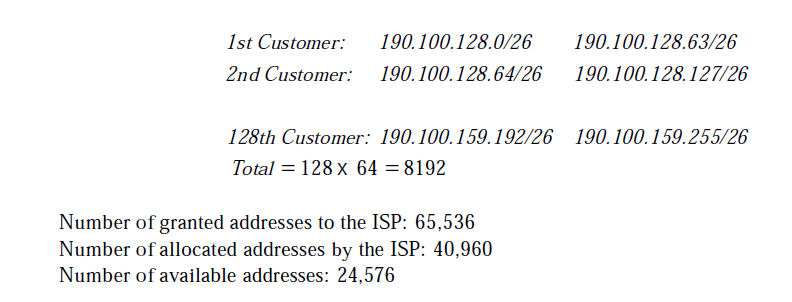 1st Customer: 190.100.128.0/26 190.100.128.63/26
2nd Customer: 190.100.128.64/26 190.100.128.127/26
128th Customer: 190.100.159.192/26 190.100.159.255/26
Total = 128 x 64 = 8192
Number of granted addresses to the ISP: 65,536
Number of allocated addresses by the ISP: 40,960
Number of available addresses: 24,576